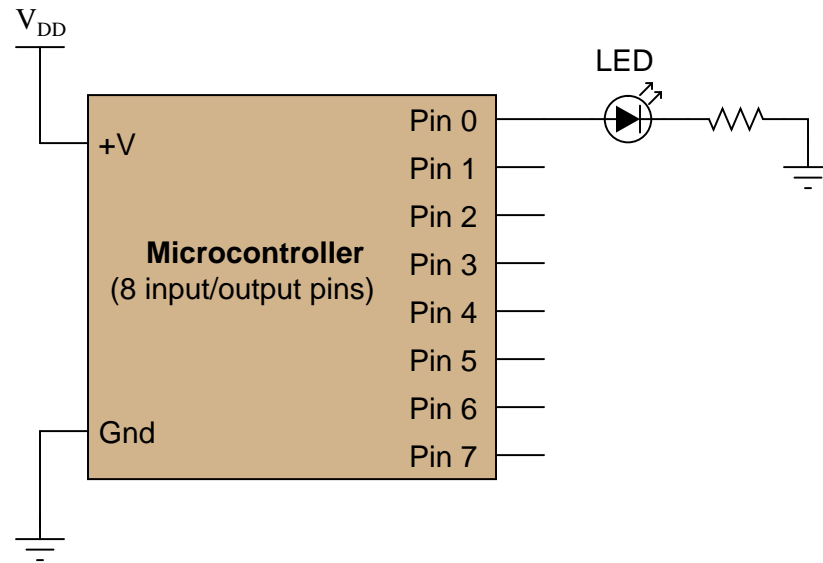 V_DD
LED
+V
Pin 0
Pin 1
Pin 2
Microcontroller
(8 input/output pins)
Pin 3
Pin 4
Pin 5
Pin 6
Gnd
Pin 7